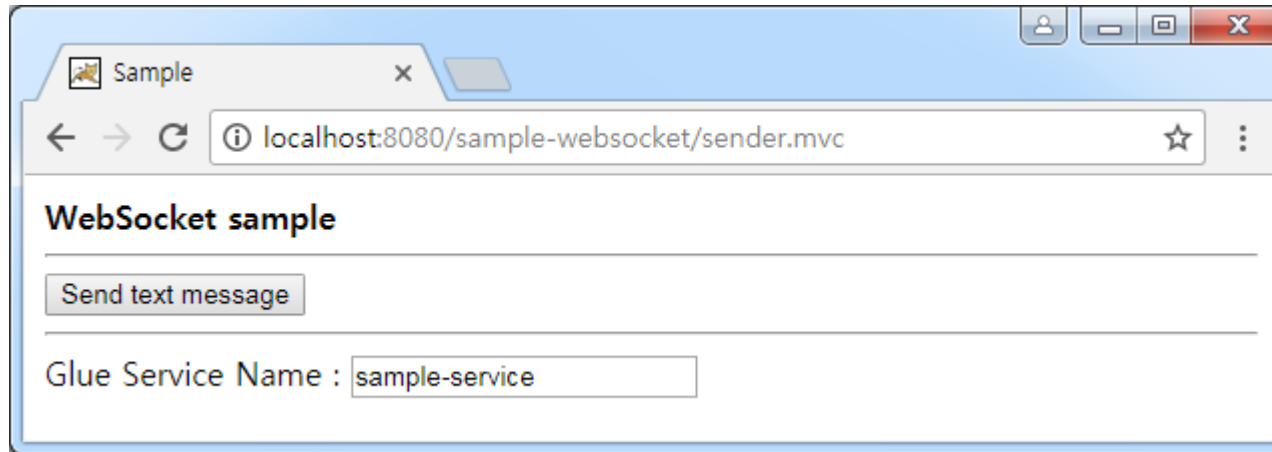 Sample
localhost:8080/sample-websocket/sender.mvc
WebSocket sample
Send text message
Glue Service Name : sample-service